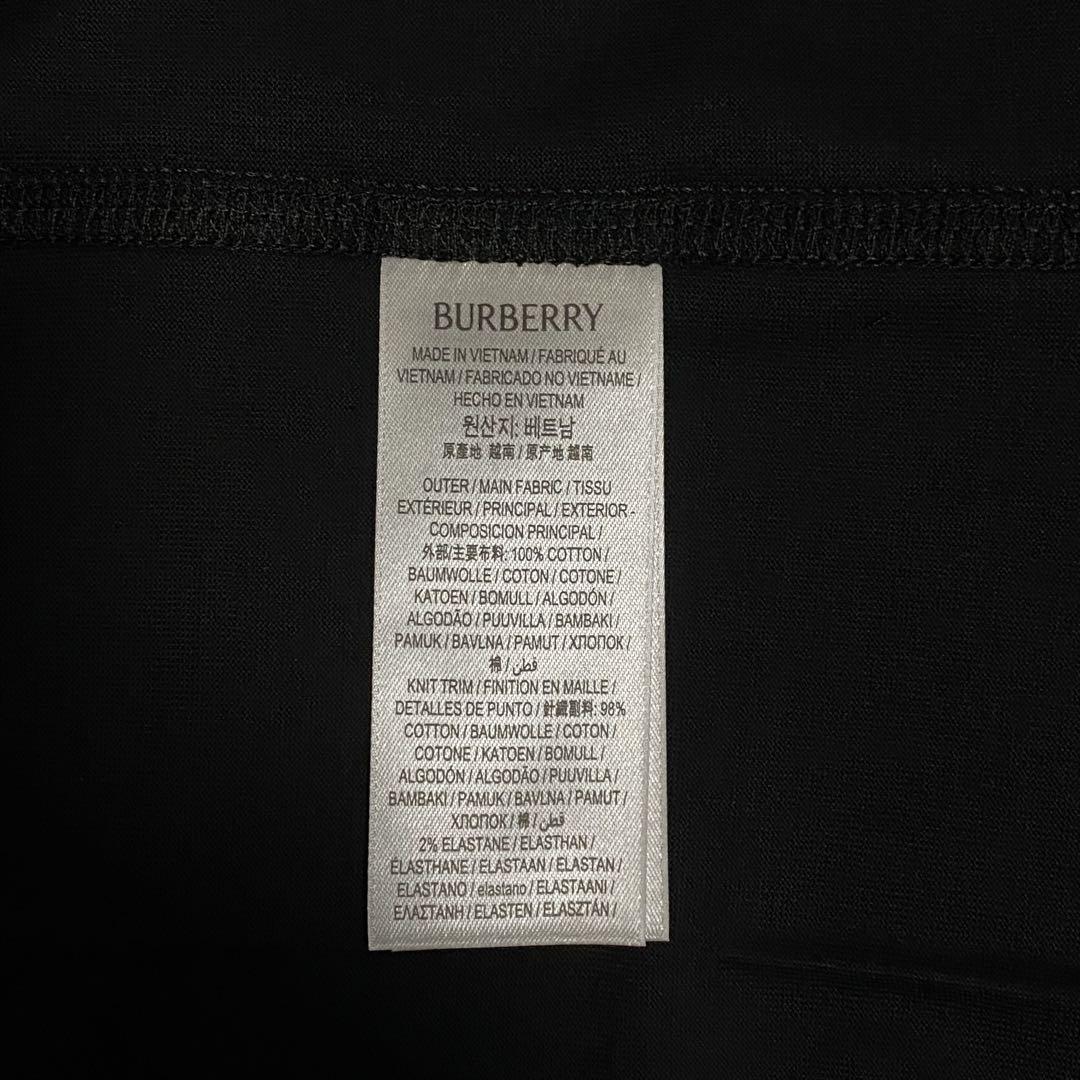 BURBERRY
MADE IN VIETNAM / FABRIQUÉ AU
VIETNAM / FABRICADO NO VIETNAME /
HECHO EN VIETNAM
원산지: 베트남
原產地 越南 / 原产地 越南
OUTER / MAIN FABRIC / TISSU
EXTÉRIEUR / PRINCIPAL / EXTERIOR -
COMPOSICION PRINCIPAL /
外部/主要布料: 100% COTTON /
BAUMWOLLE / COTON / COTONE /
KATOEN / BOMULL / ALGODÓN /
ALGODÃO / PUUVILLA / BAMBAKI /
PAMUK / BAVLNA / PAMUT / ХЛОПОК /
棉 / قطن
KNIT TRIM / FINITION EN MAILLE /
DETALLES DE PUNTO / 針織副料: 98%
COTTON / BAUMWOLLE / COTON /
COTONE / KATOEN / BOMULL /
ALGODÓN / ALGODÃO / PUUVILLA /
BAMBAKI / PAMUK / BAVLNA / PAMUT /
ХЛОПОК / 棉 / قطن
2% ELASTANE / ELASTHAN /
ÉLASTHANE / ELASTAAN / ELASTAN /
ELASTANO / elastano / ELASTAANI /
ΕΛΑΣΤΑΝΗ / ELASTEN / ELASZTÁN /